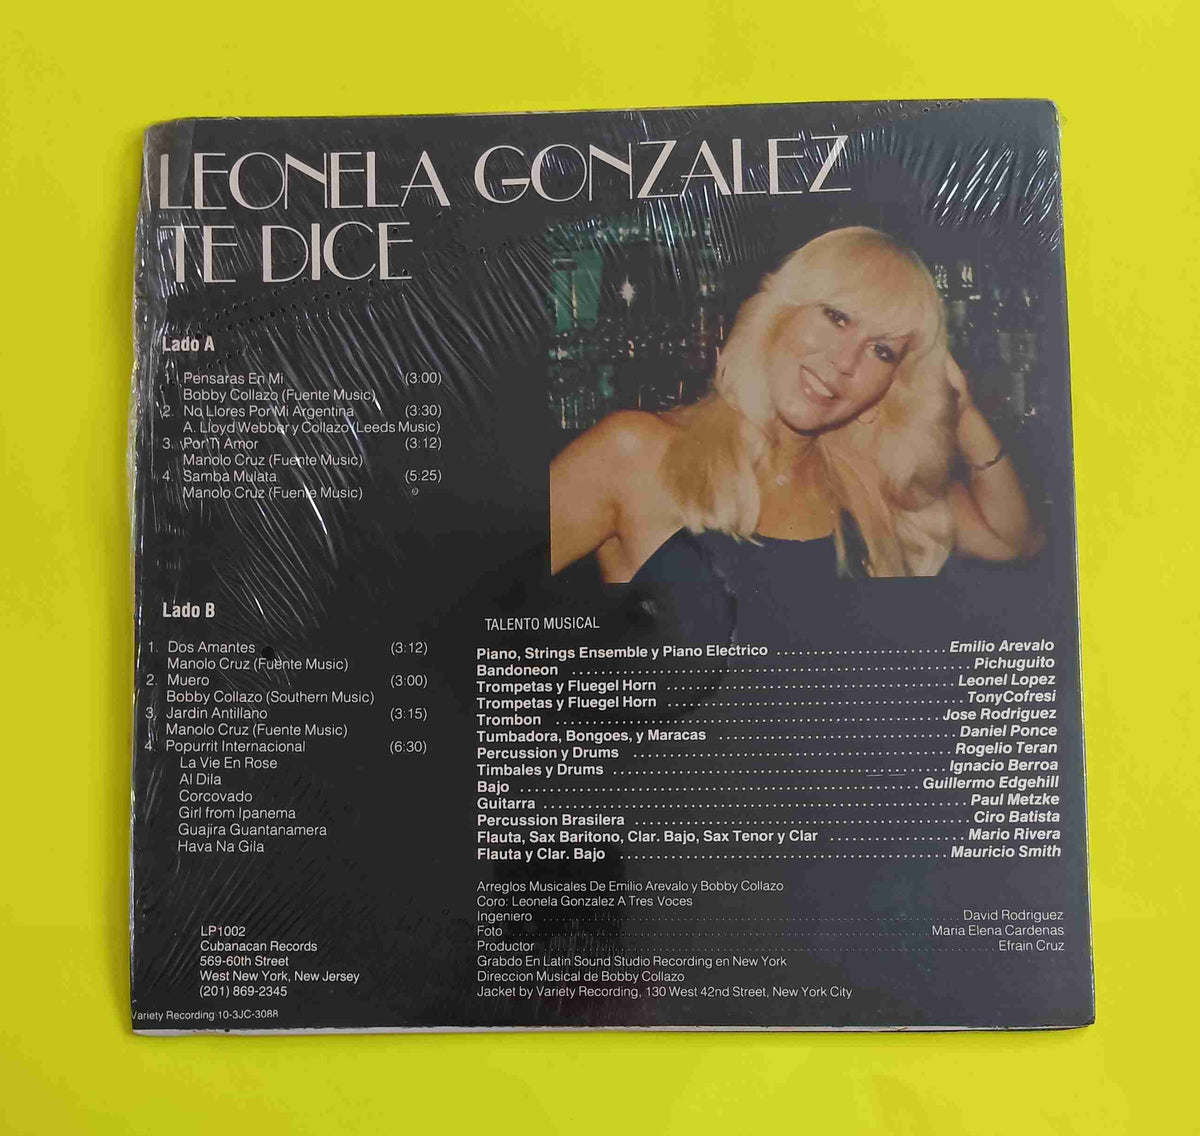 LEONELA GONZALEZ
TE DICE
Lado A
1. Pensaras En Mi (3:00)
Bobby Collazo (Fuente Music)
2. No Llores Por Mi Argentina (3:30)
A. Lloyd Webber y Collazo (Leeds Music)
3. Por Ti Amor (3:12)
Manolo Cruz (Fuente Music)
4. Samba Mulata (5:25)
Manolo Cruz (Fuente Music)
Lado B
1. Dos Amantes (3:12)
Manolo Cruz (Fuente Music)
2. Muero (3:00)
Bobby Collazo (Southern Music)
3. Jardin Antillano (3:15)
Manolo Cruz (Fuente Music)
4. Popurrit Internacional (6:30)
La Vie En Rose
Al Dila
Corcovado
Girl from Ipanema
Guajira Guantanamera
Hava Na Gila
LP1002
Cubanacan Records
569-60th Street
West New York, New Jersey
(201) 869-2345
Variety Recording 10-3JC-3088
TALENTO MUSICAL
Piano, Strings Ensemble y Piano Electrico ........ Emilio Arevalo
Bandoneon ........ Pichuguito
Trompetas y Fluegel Horn ........ Leonel Lopez
Trompetas y Fluegel Horn ........ TonyCofresi
Trombon ........ Jose Rodriguez
Tumbadora, Bongoes, y Maracas ........ Daniel Ponce
Percussion y Drums ........ Rogelio Teran
Timbales y Drums ........ Ignacio Berroa
Bajo ........ Guillermo Edgehill
Guitarra ........ Paul Metzke
Percussion Brasilera ........ Ciro Batista
Flauta, Sax Baritono, Clar. Bajo, Sax Tenor y Clar ........ Mario Rivera
Flauta y Clar. Bajo ........ Mauricio Smith
Arreglos Musicales De Emilio Arevalo y Bobby Collazo
Coro: Leonela Gonzalez A Tres Voces
Ingeniero ........ David Rodriguez
Foto ........ Maria Elena Cardenas
Productor ........ Efrain Cruz
Grabdo En Latin Sound Studio Recording en New York
Direccion Musical de Bobby Collazo
Jacket by Variety Recording, 130 West 42nd Street, New York City